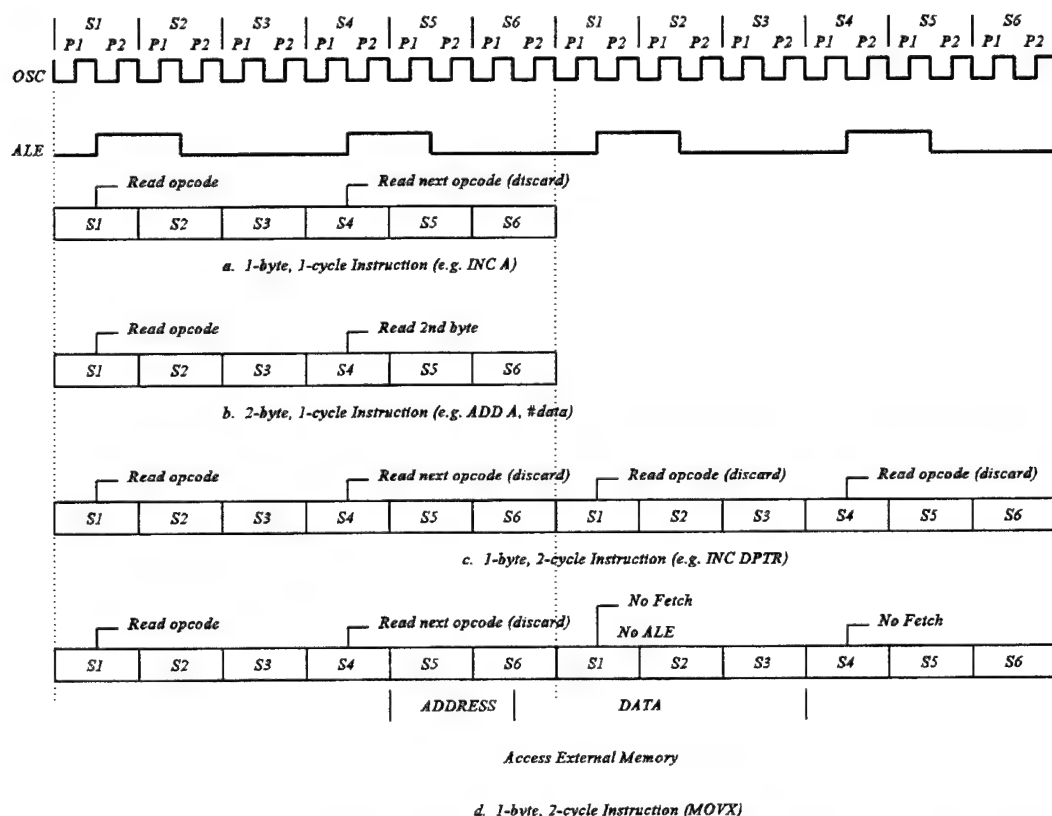 S1 S2 S3 S4 S5 S6 S1 S2 S3 S4 S5 S6
P1 P2 P1 P2 P1 P2 P1 P2 P1 P2 P1 P2 P1 P2 P1 P2 P1 P2 P1 P2 P1 P2 P1 P2
OSC
ALE
Read opcode Read next opcode (discard)
S1 S2 S3 S4 S5 S6
a. 1-byte, 1-cycle Instruction (e.g. INC A)
Read opcode Read 2nd byte
S1 S2 S3 S4 S5 S6
b. 2-byte, 1-cycle Instruction (e.g. ADD A, #data)
Read opcode Read next opcode (discard) Read opcode (discard) Read opcode (discard)
S1 S2 S3 S4 S5 S6 S1 S2 S3 S4 S5 S6
c. 1-byte, 2-cycle Instruction (e.g. INC DPTR)
No Fetch
Read opcode Read next opcode (discard) No ALE No Fetch
S1 S2 S3 S4 S5 S6 S1 S2 S3 S4 S5 S6
ADDRESS DATA
Access External Memory
d. 1-byte, 2-cycle Instruction (MOVX)